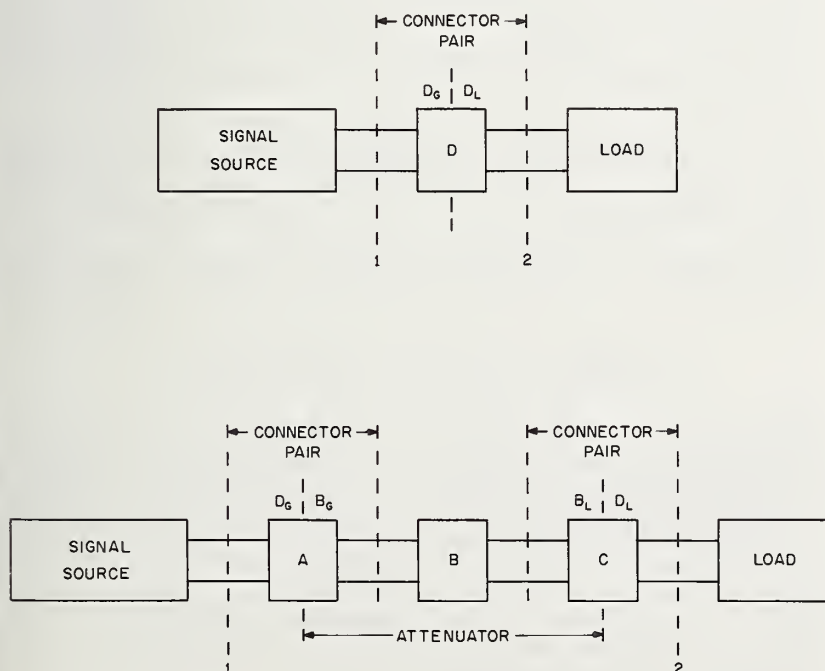 CONNECTOR
PAIR
D_G D_L
SIGNAL
SOURCE
D
LOAD
1 2
CONNECTOR CONNECTOR
PAIR PAIR
D_G B_G B_L D_L
SIGNAL
SOURCE
A B C
LOAD
ATTENUATOR
1 2